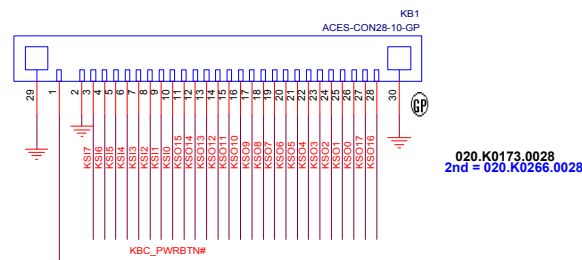 KB1
ACES-CON28-10-GP
29
1
2
3
4
5
6
7
8
9
10
11
12
13
14
15
16
17
18
19
20
21
22
23
24
25
26
27
28
30
GP
KSI7
KSI6
KSI5
KSI4
KSI3
KSI2
KSI1
KSI0
KSO15
KSO14
KSO13
KSO12
KSO11
KSO10
KSO9
KSO8
KSO7
KSO6
KSO5
KSO4
KSO3
KSO2
KSO1
KSO0
KSO17
KSO16
020.K0173.0028
2nd = 020.K0266.0028
KBC_PWRBTN#